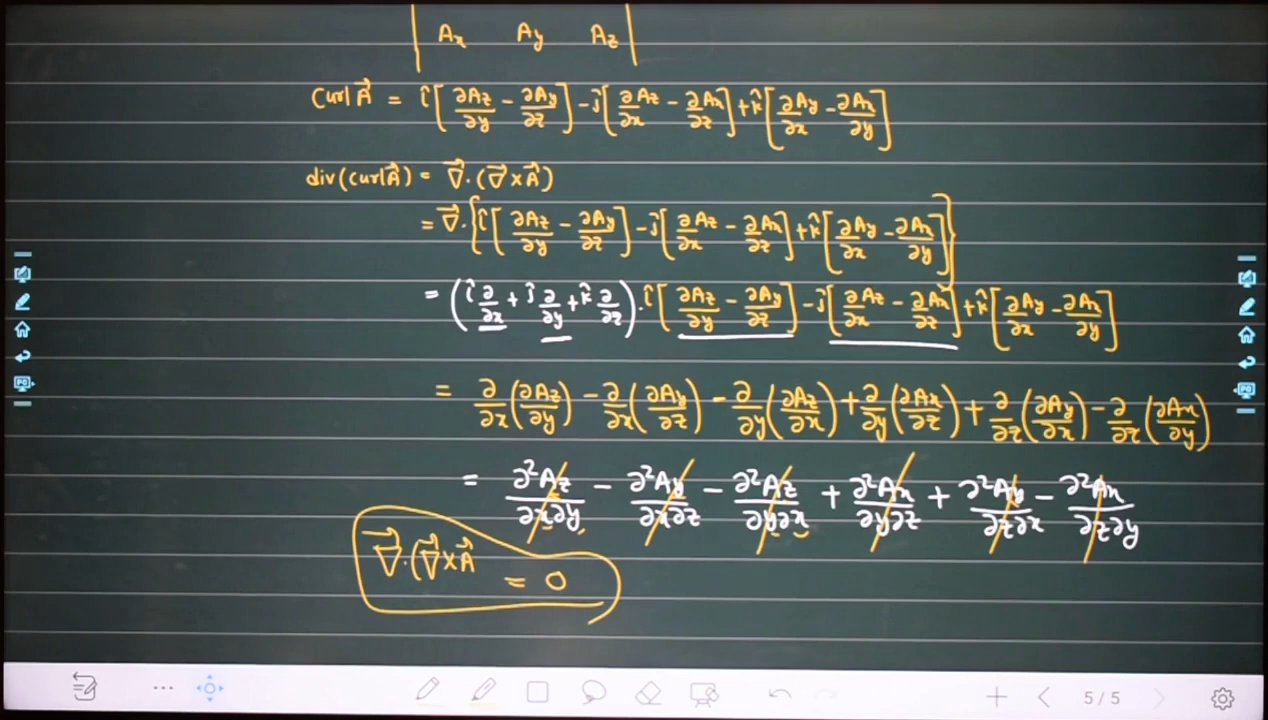 Ax Ay Az
Curl A⃗ = î[∂Az/∂y − ∂Ay/∂z] − ĵ[∂Az/∂x − ∂Ax/∂z] + k̂[∂Ay/∂x − ∂Ax/∂y]
div(curl A⃗) = ∇⃗·(∇⃗×A⃗)
= ∇⃗·{î[∂Az/∂y − ∂Ay/∂z] − ĵ[∂Az/∂x − ∂Ax/∂z] + k̂[∂Ay/∂x − ∂Ax/∂y]}
= (î ∂/∂x + ĵ ∂/∂y + k̂ ∂/∂z)·î[∂Az/∂y − ∂Ay/∂z] − ĵ[∂Az/∂x − ∂Ax/∂z] + k̂[∂Ay/∂x − ∂Ax/∂y]
= ∂/∂x(∂Az/∂y) − ∂/∂x(∂Ay/∂z) − ∂/∂y(∂Az/∂x) + ∂/∂y(∂Ax/∂z) + ∂/∂z(∂Ay/∂x) − ∂/∂z(∂Ax/∂y)
= ∂²Az/∂x∂y − ∂²Ay/∂x∂z − ∂²Az/∂y∂x + ∂²Ax/∂y∂z + ∂²Ay/∂z∂x − ∂²Ax/∂z∂y
∇⃗·(∇⃗×A⃗ = 0
5/5